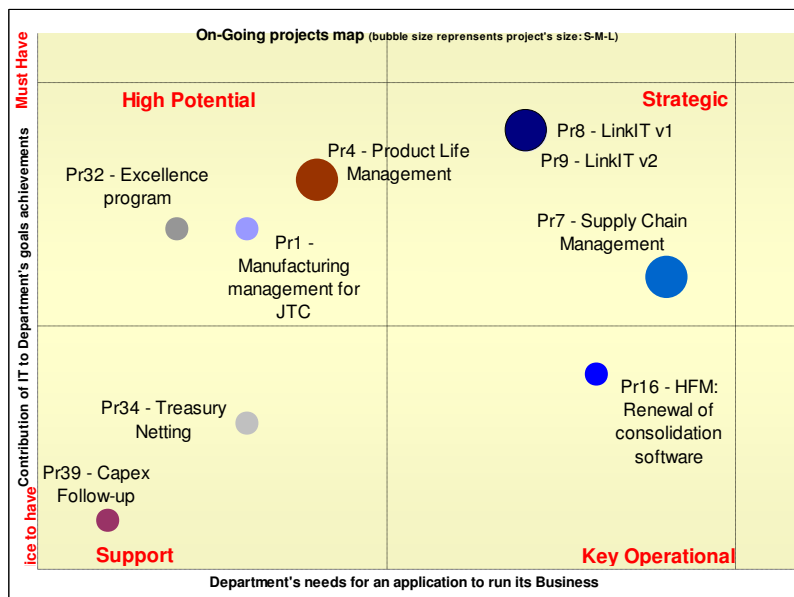 On-Going projects map (bubble size reprensents project's size: S-M-L)
Must Have
High Potential
Strategic
Pr8 - LinkIT v1
Pr9 - LinkIT v2
Pr4 - Product Life
Management
Pr32 - Excellence
program
Pr7 - Supply Chain
Management
Pr1 -
Manufacturing
management for
JTC
Contribution of IT to Department's goals achievements
Pr16 - HFM:
Renewal of
consolidation
software
Pr34 - Treasury
Netting
Pr39 - Capex
Follow-up
ice to have
Support
Key Operational
Department's needs for an application to run its Business